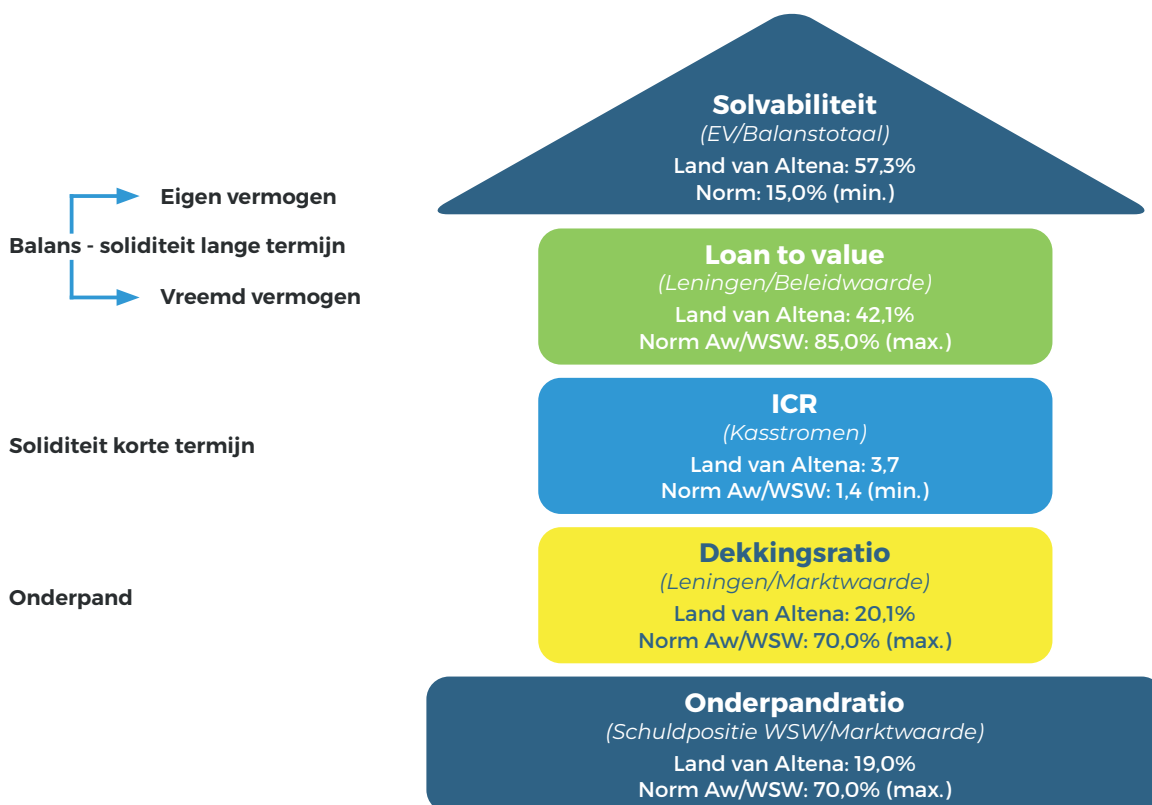 Solvabiliteit
(EV/Balanstotaal)
Land van Altena: 57,3%
Norm: 15,0% (min.)
Eigen vermogen
Balans - soliditeit lange termijn
Vreemd vermogen
Loan to value
(Leningen/Beleidwaarde)
Land van Altena: 42,1%
Norm Aw/WSW: 85,0% (max.)
Soliditeit korte termijn
ICR
(Kasstromen)
Land van Altena: 3,7
Norm Aw/WSW: 1,4 (min.)
Onderpand
Dekkingsratio
(Leningen/Marktwaarde)
Land van Altena: 20,1%
Norm Aw/WSW: 70,0% (max.)
Onderpandratio
(Schuldpositie WSW/Marktwaarde)
Land van Altena: 19,0%
Norm Aw/WSW: 70,0% (max.)